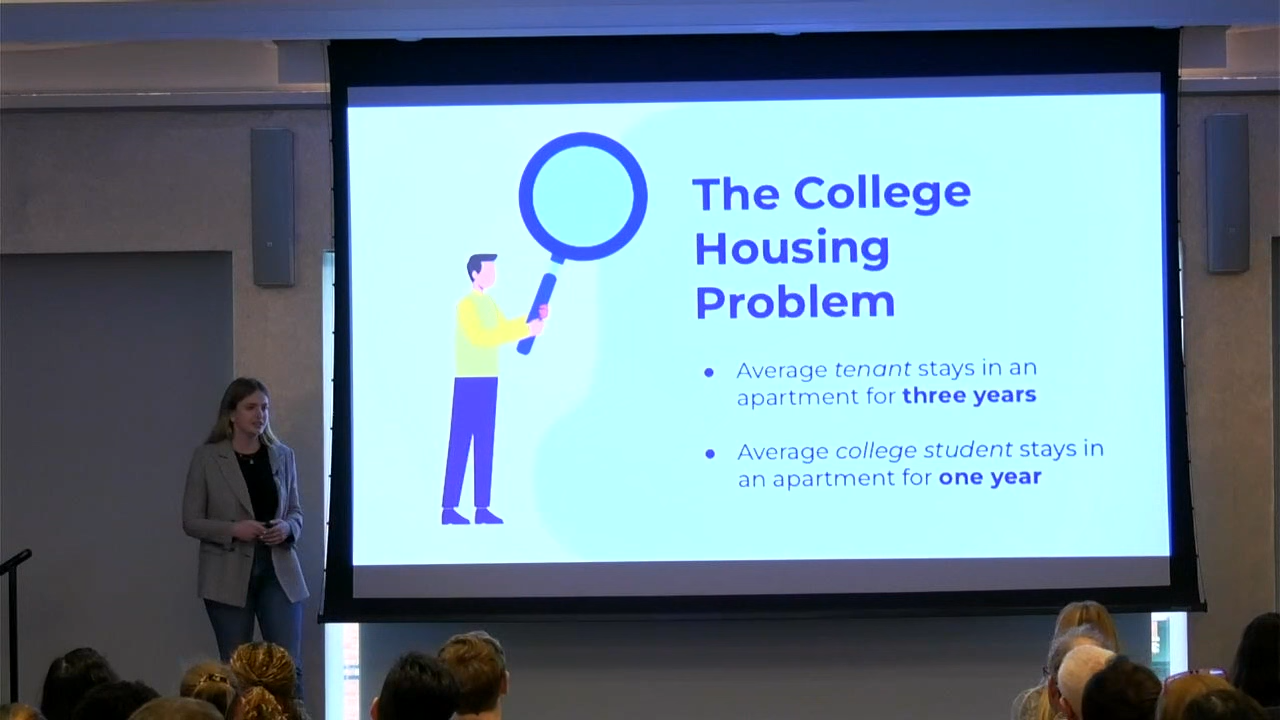 The College
Housing
Problem
• Average tenant stays in an
apartment for three years
• Average college student stays in
an apartment for one year